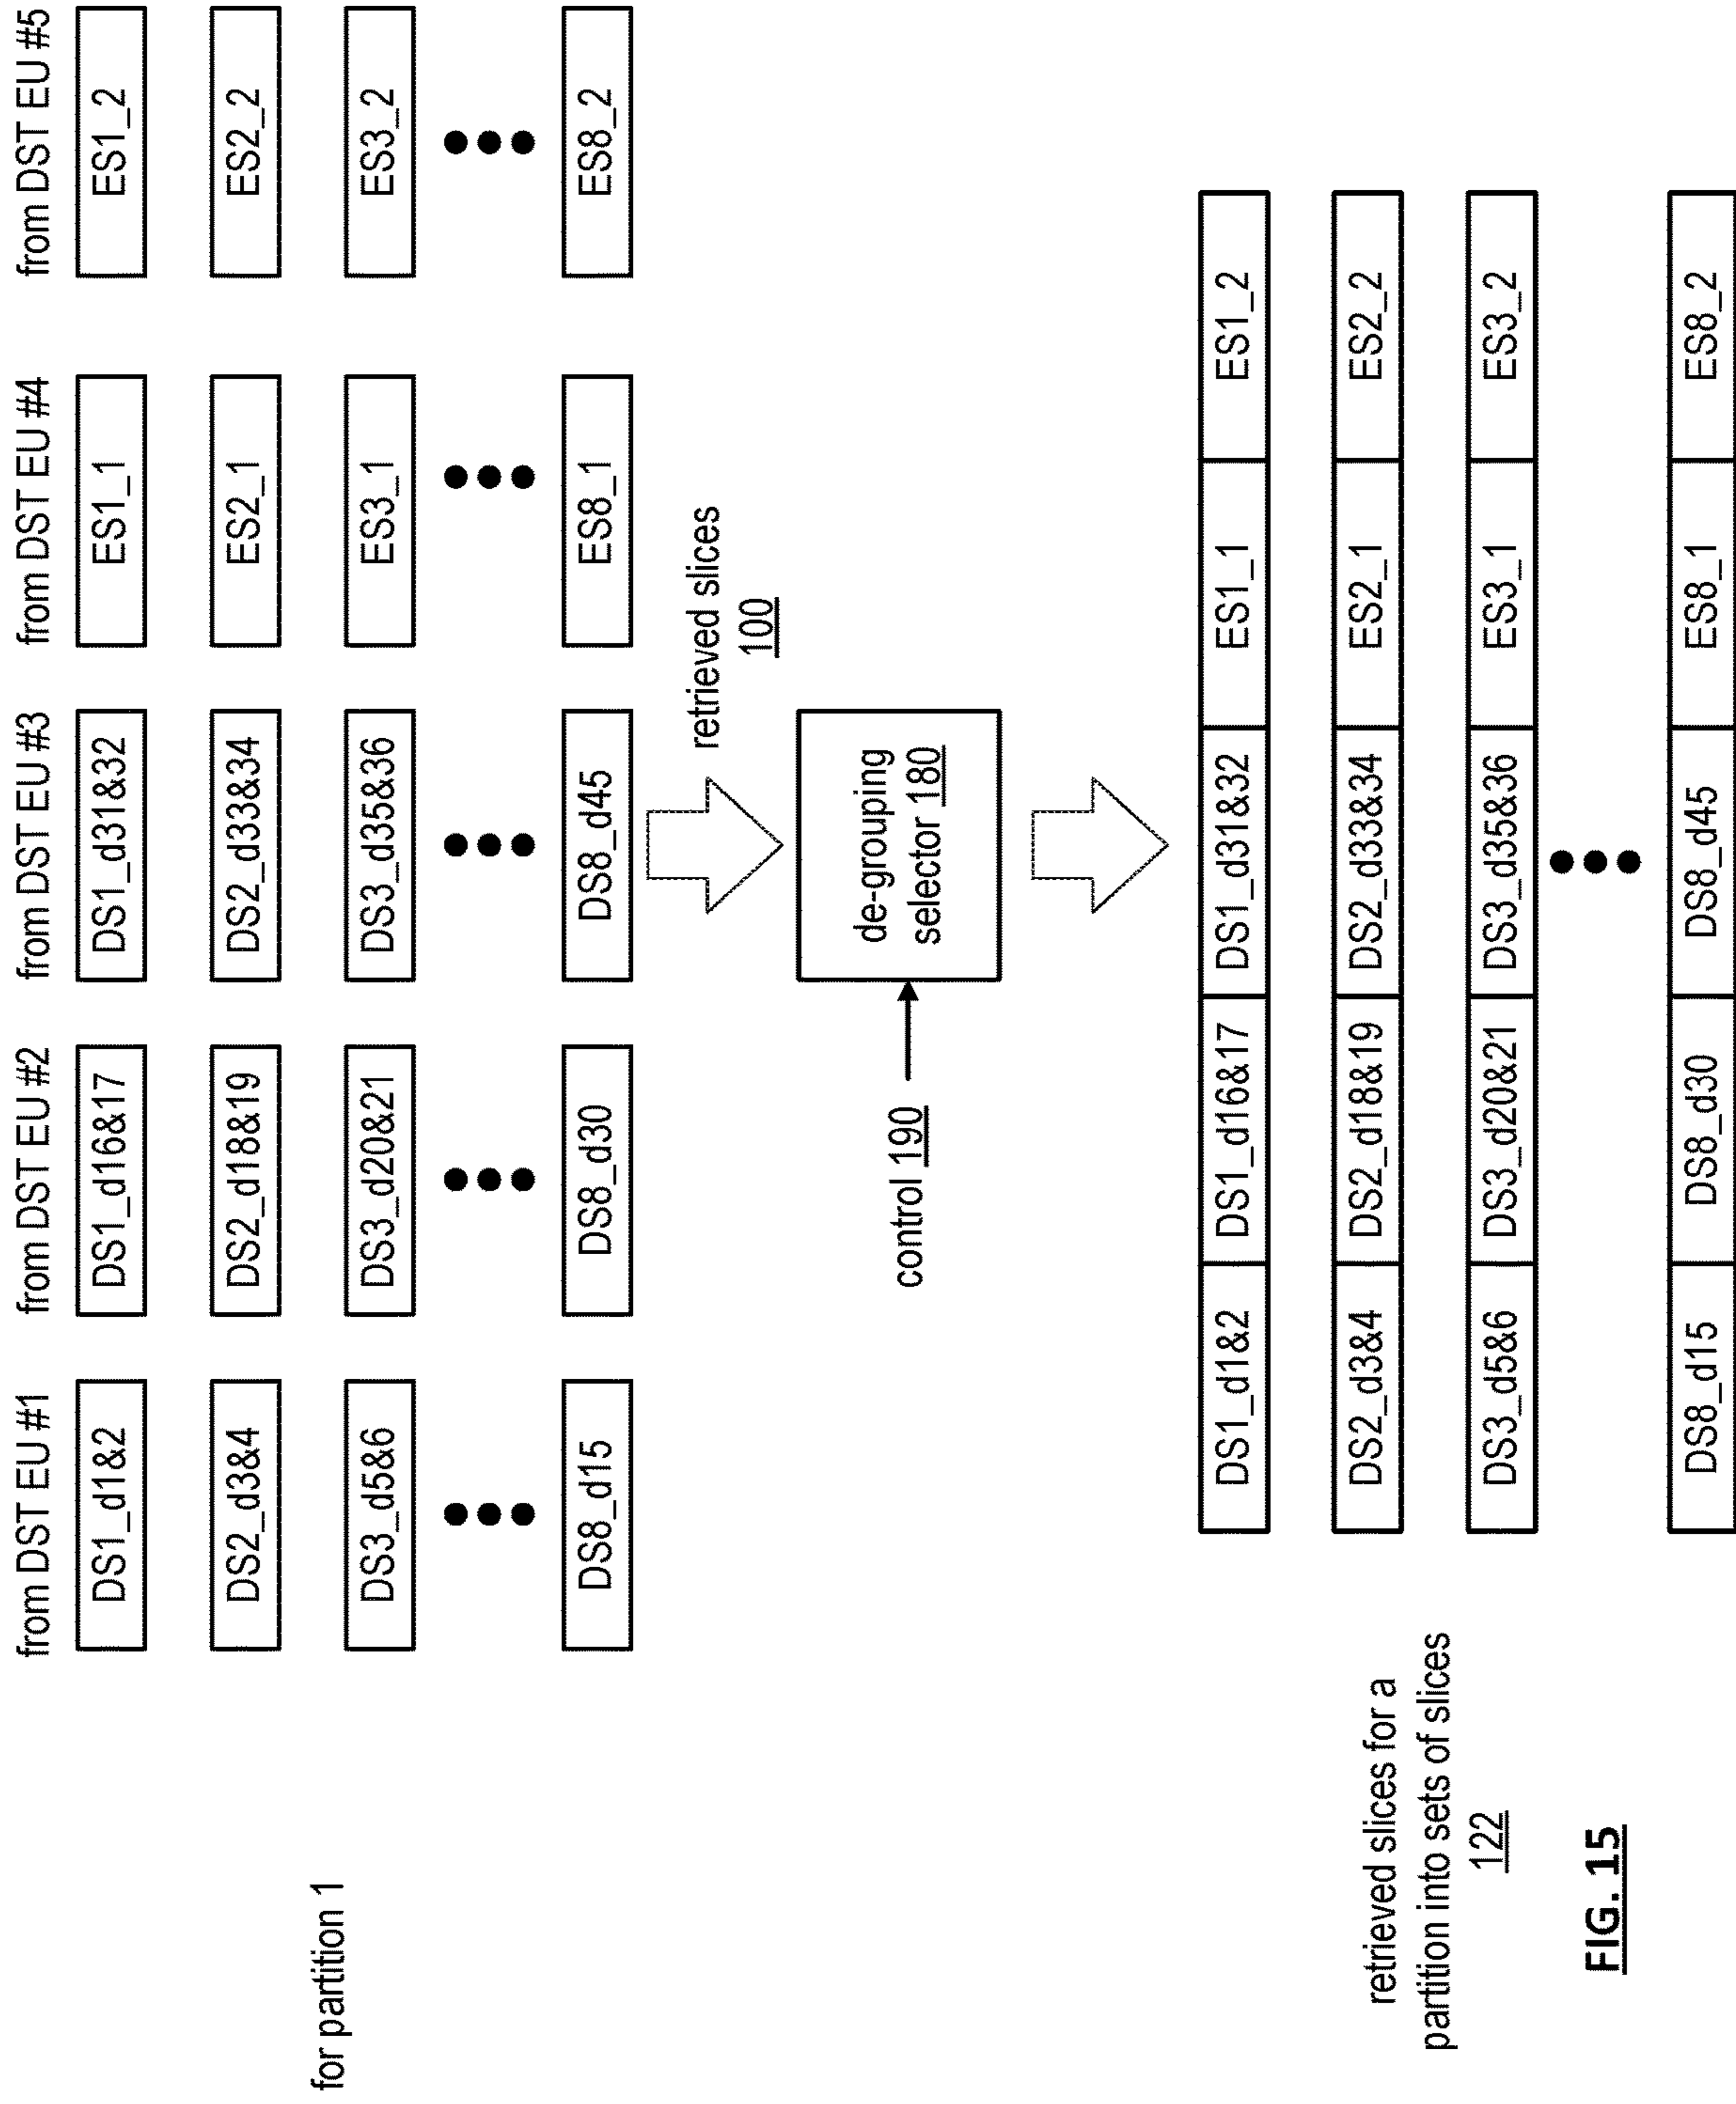 from DST EU #1 from DST EU #2 from DST EU #3 from DST EU #4 from DST EU #5
DS1_d1&2 DS1_d16&17 DS1_d31&32 ES1_1 ES1_2
DS2_d3&4 DS2_d18&19 DS2_d33&34 ES2_1 ES2_2
for partition 1
DS3_d5&6 DS3_d20&21 DS3_d35&36 ES3_1 ES3_2
DS8_d15 DS8_d30 DS8_d45 ES8_1 ES8_2
retrieved slices
100
control 190
de-grouping
selector 180
DS1_d1&2 DS1_d16&17 DS1_d31&32 ES1_1 ES1_2
DS2_d3&4 DS2_d18&19 DS2_d33&34 ES2_1 ES2_2
DS3_d5&6 DS3_d20&21 DS3_d35&36 ES3_1 ES3_2
DS8_d15 DS8_d30 DS8_d45 ES8_1 ES8_2
retrieved slices for a
partition into sets of slices
122
FIG. 15